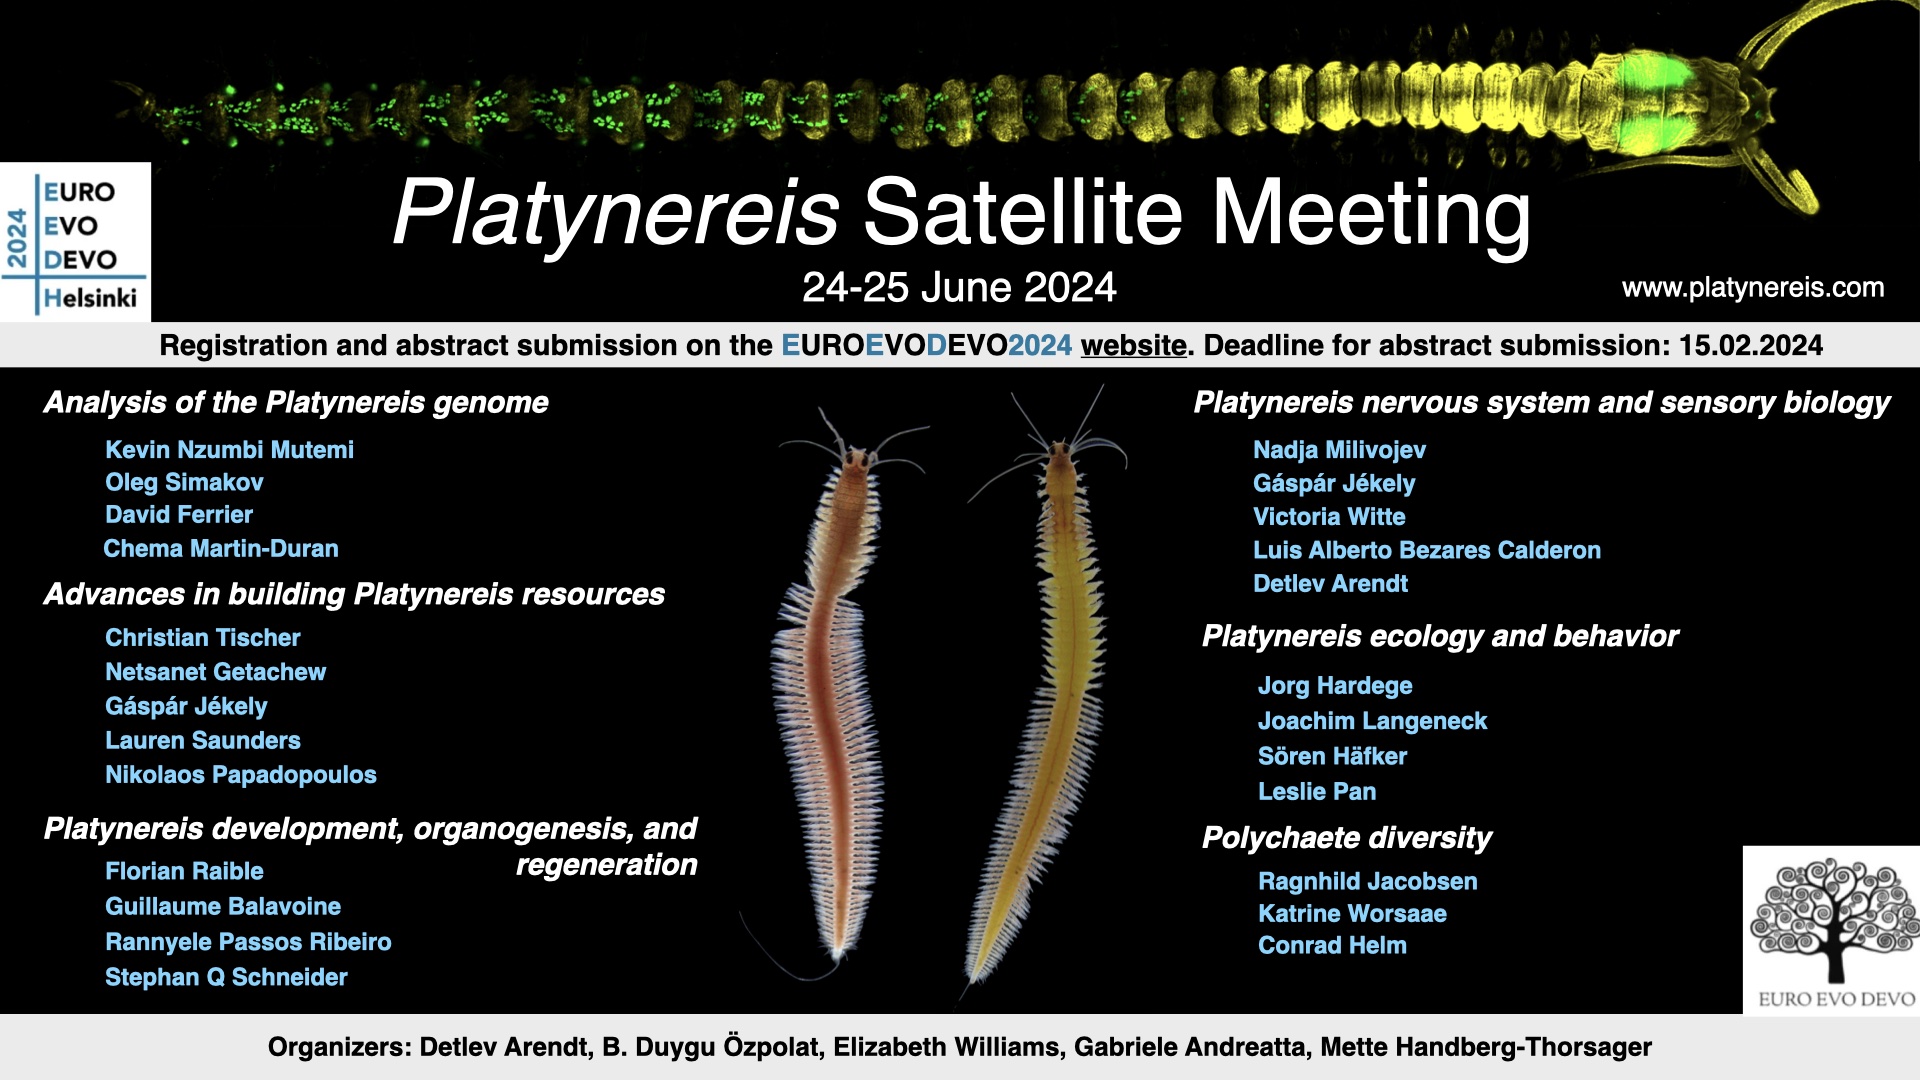 Platynereis Satellite Meeting
24-25 June 2024
www.platynereis.com
2024
EURO
EVO
DEVO
Helsinki
Registration and abstract submission on the EUROEVODEVO2024 website. Deadline for abstract submission: 15.02.2024
Analysis of the Platynereis genome
Kevin Nzumbi Mutemi
Oleg Simakov
David Ferrier
Chema Martin-Duran
Advances in building Platynereis resources
Christian Tischer
Netsanet Getachew
Gáspár Jékely
Lauren Saunders
Nikolaos Papadopoulos
Platynereis development, organogenesis, and
regeneration
Florian Raible
Guillaume Balavoine
Rannyele Passos Ribeiro
Stephan Q Schneider
Platynereis nervous system and sensory biology
Nadja Milivojev
Gáspár Jékely
Victoria Witte
Luis Alberto Bezares Calderon
Detlev Arendt
Platynereis ecology and behavior
Jorg Hardege
Joachim Langeneck
Sören Häfker
Leslie Pan
Polychaete diversity
Ragnhild Jacobsen
Katrine Worsaae
Conrad Helm
EURO EVO DEVO
Organizers: Detlev Arendt, B. Duygu Özpolat, Elizabeth Williams, Gabriele Andreatta, Mette Handberg-Thorsager